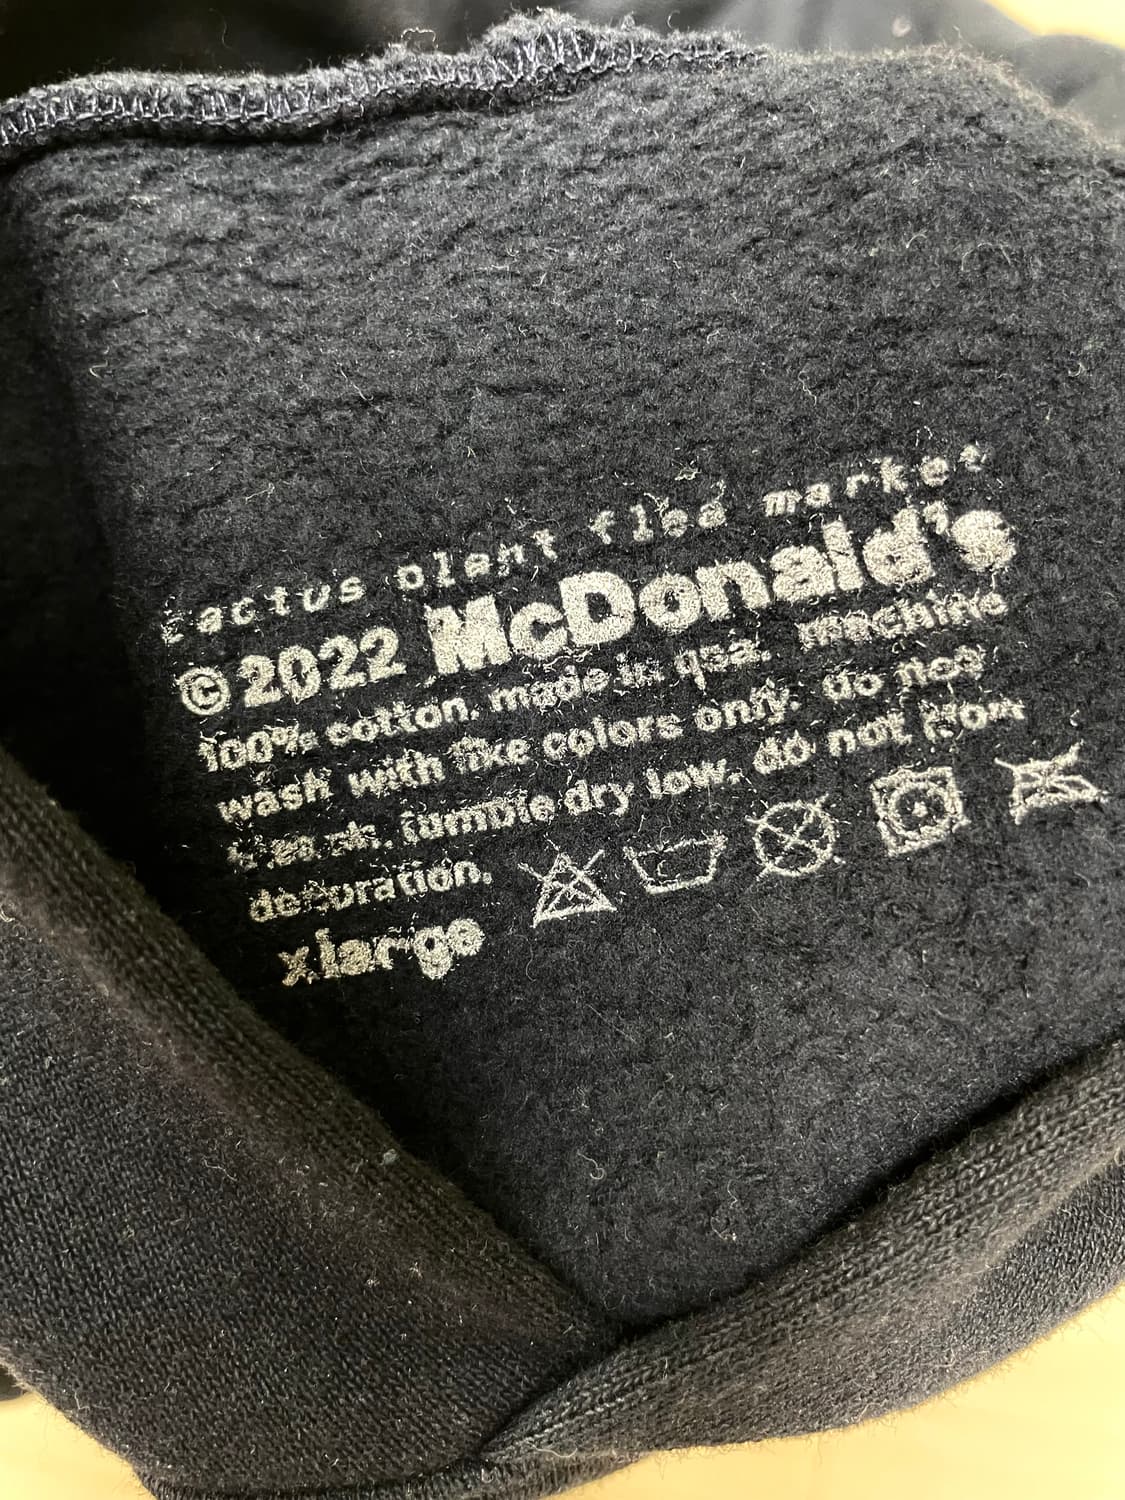 cactus plant flea market
© 2022 McDonald's
100% cotton. made in usa. machine
wash with like colors only. do not
bleach. tumble dry low. do not iron
decoration.
xlarge